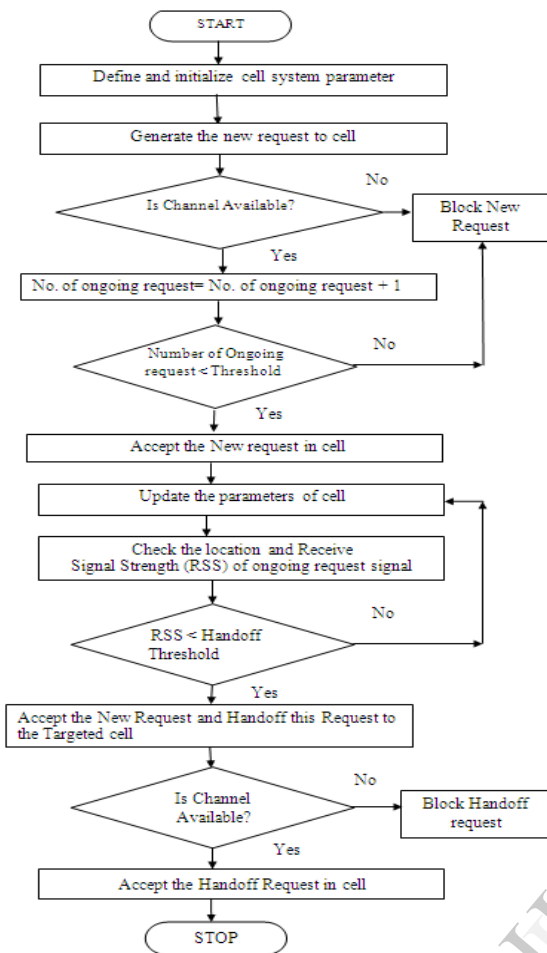 START
Define and initialize cell system parameter
Generate the new request to cell
Is Channel Available?
No
Block New
Request
Yes
No. of ongoing request= No. of ongoing request + 1
Number of Ongoing
request < Threshold
No
Yes
Accept the New request in cell
Update the parameters of cell
Check the location and Receive
Signal Strength (RSS) of ongoing request signal
RSS < Handoff
Threshold
No
Yes
Accept the New Request and Handoff this Request to
the Targeted cell
Is Channel
Available?
No
Block Handoff
request
Yes
Accept the Handoff Request in cell
STOP